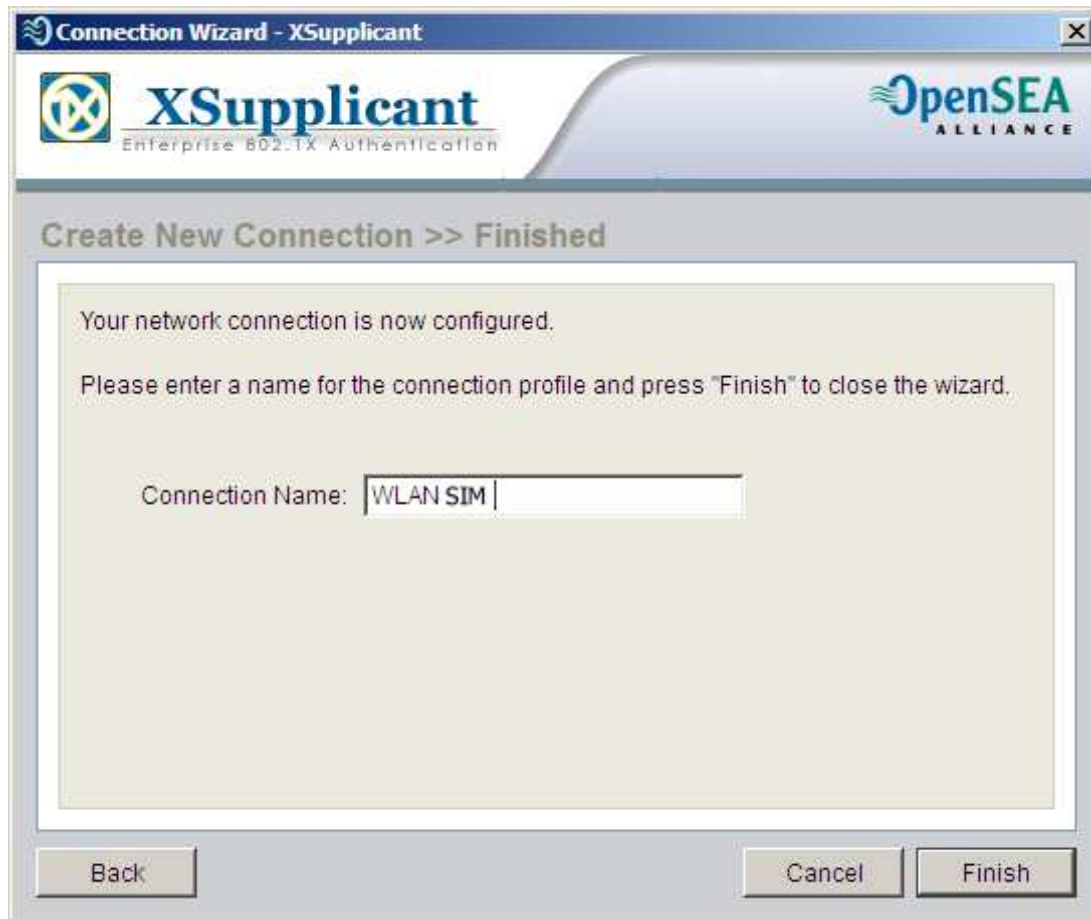 Connection Wizard - XSupplicant
1X XSupplicant
Enterprise 802.1X Authentication
OpenSEA
ALLIANCE
Create New Connection >> Finished
Your network connection is now configured.
Please enter a name for the connection profile and press "Finish" to close the wizard.
Connection Name: WLAN SIM
Back Cancel Finish